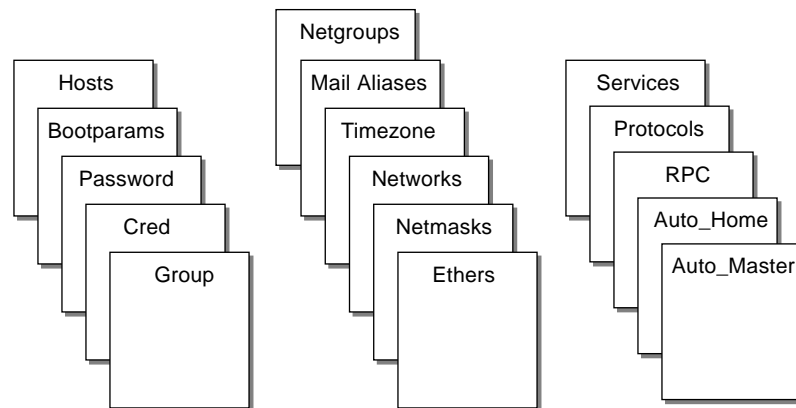 Hosts
Bootparams
Password
Cred
Group
Netgroups
Mail Aliases
Timezone
Networks
Netmasks
Ethers
Services
Protocols
RPC
Auto_Home
Auto_Master